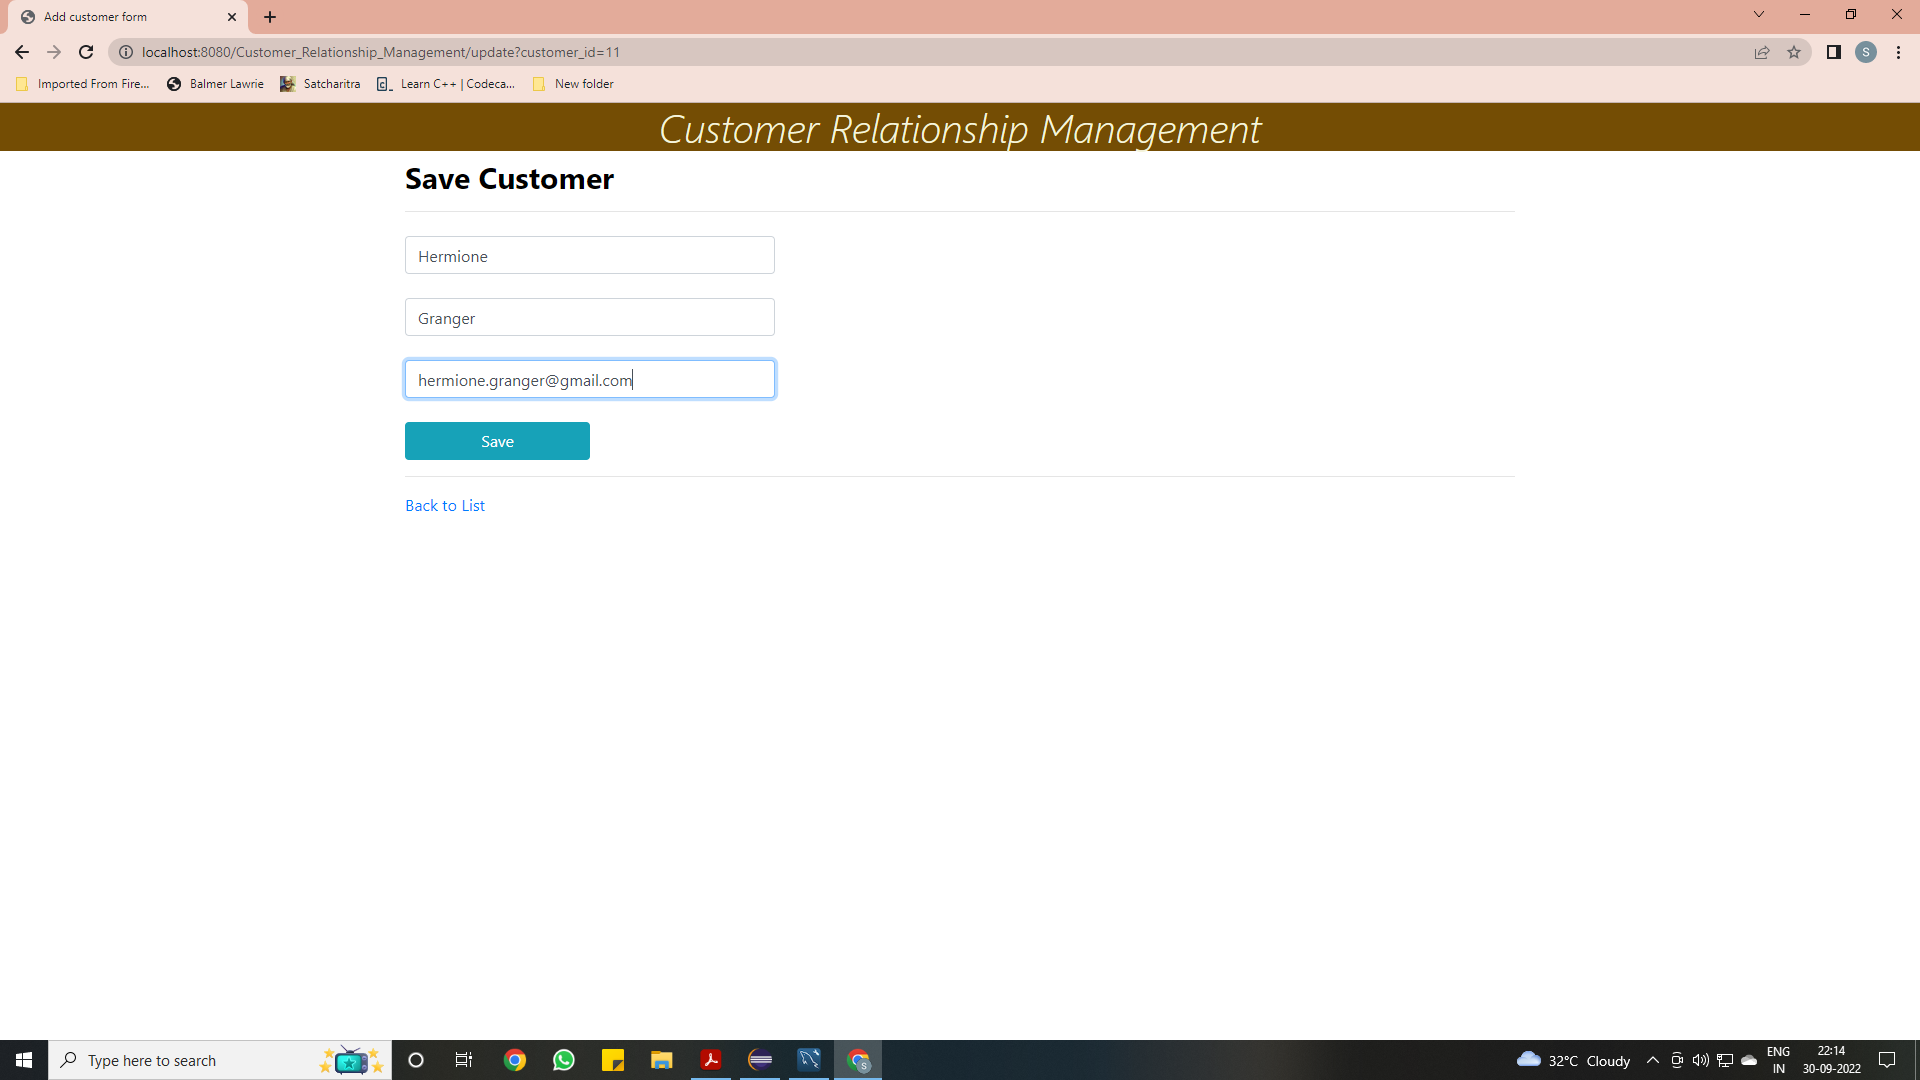 Add customer form
localhost:8080/Customer_Relationship_Management/update?customer_id=11
S
Imported From Fire...
Balmer Lawrie
Satcharitra
Learn C++ | Codeca...
New folder
Customer Relationship Management
Save Customer
Hermione
Granger
hermione.granger@gmail.com
Save
Back to List
Type here to search
S
32°C Cloudy
ENG
IN
22:14
30-09-2022